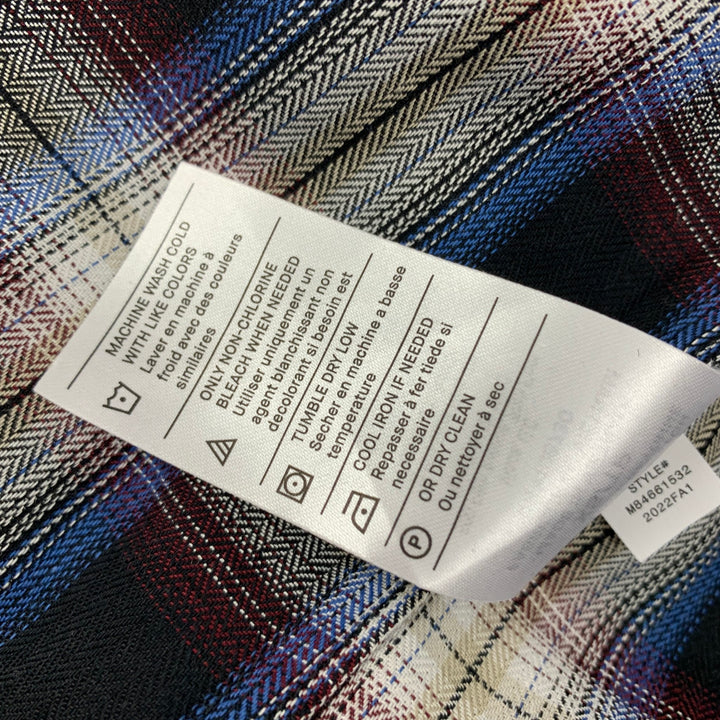 MACHINE WASH COLD
WITH LIKE COLORS
Laver en machine à
froid avec des couleurs
similaires
ONLY NON-CHLORINE
BLEACH WHEN NEEDED
Utiliser uniquement un
agent blanchissant non
décolorant si besoin est
TUMBLE DRY LOW
Secher en machine a basse
temperature
COOL IRON IF NEEDED
Repasser à fer tiede si
necessaire
P
OR DRY CLEAN
Ou nettoyer à sec
STYLE#
M84661532
2022FA1